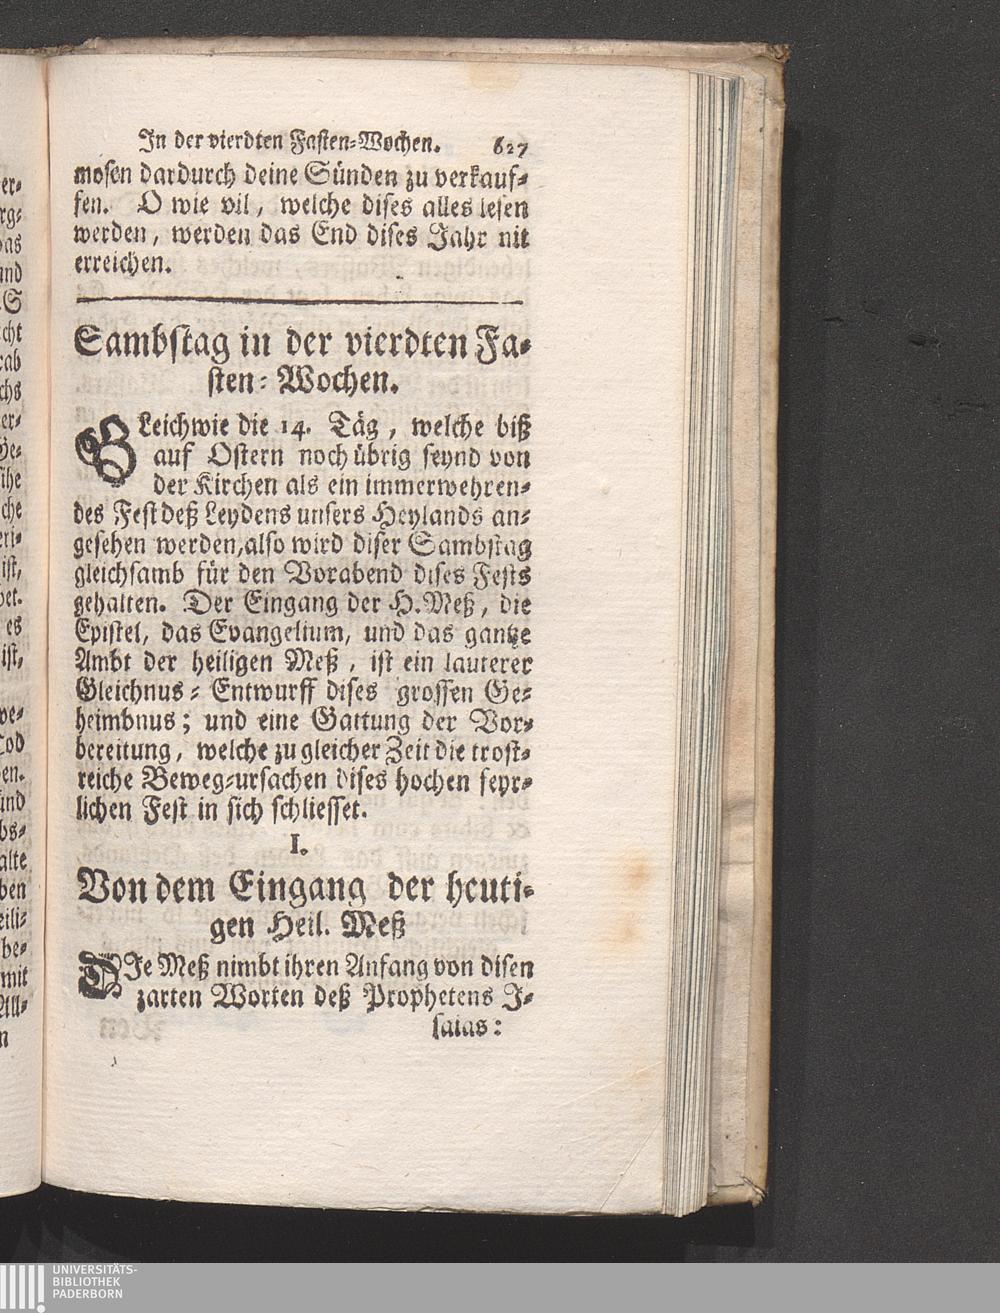 In der vierdten Fasten-Wochen. 627
mosen dardurch deine Sünden zu verkauf-
fen. O wie vil, welche dises alles lesen
werden, werden das End dises Jahr nit
erreichen.
Sambstag in der vierdten Fa-
sten-Wochen.
GLeichwie die 14. Täg, welche biß
auf Ostern noch übrig seynd von
der Kirchen als ein immerwehren-
des Fest deß Leydens unsers Heylands an-
gesehen werden, also wird diser Sambstag
gleichsamb für den Vorabend dises Fests
gehalten. Der Eingang der H. Meß, die
Epistel, das Evangelium, und das gantze
Ambt der heiligen Meß, ist ein lauterer
Gleichnus-Entwurff dises grossen Ge-
heimbnus; und eine Gattung der Vor-
bereitung, welche zu gleicher Zeit die trost-
reiche Beweg-ursachen dises hochen feyr-
lichen Fest in sich schliesset.
I.
Von dem Eingang der heuti-
gen Heil. Meß
DIe Meß nimbt ihren Anfang von disen
zarten Worten deß Prophetens I-
saias:
UNIVERSITÄTS-
BIBLIOTHEK
PADERBORN